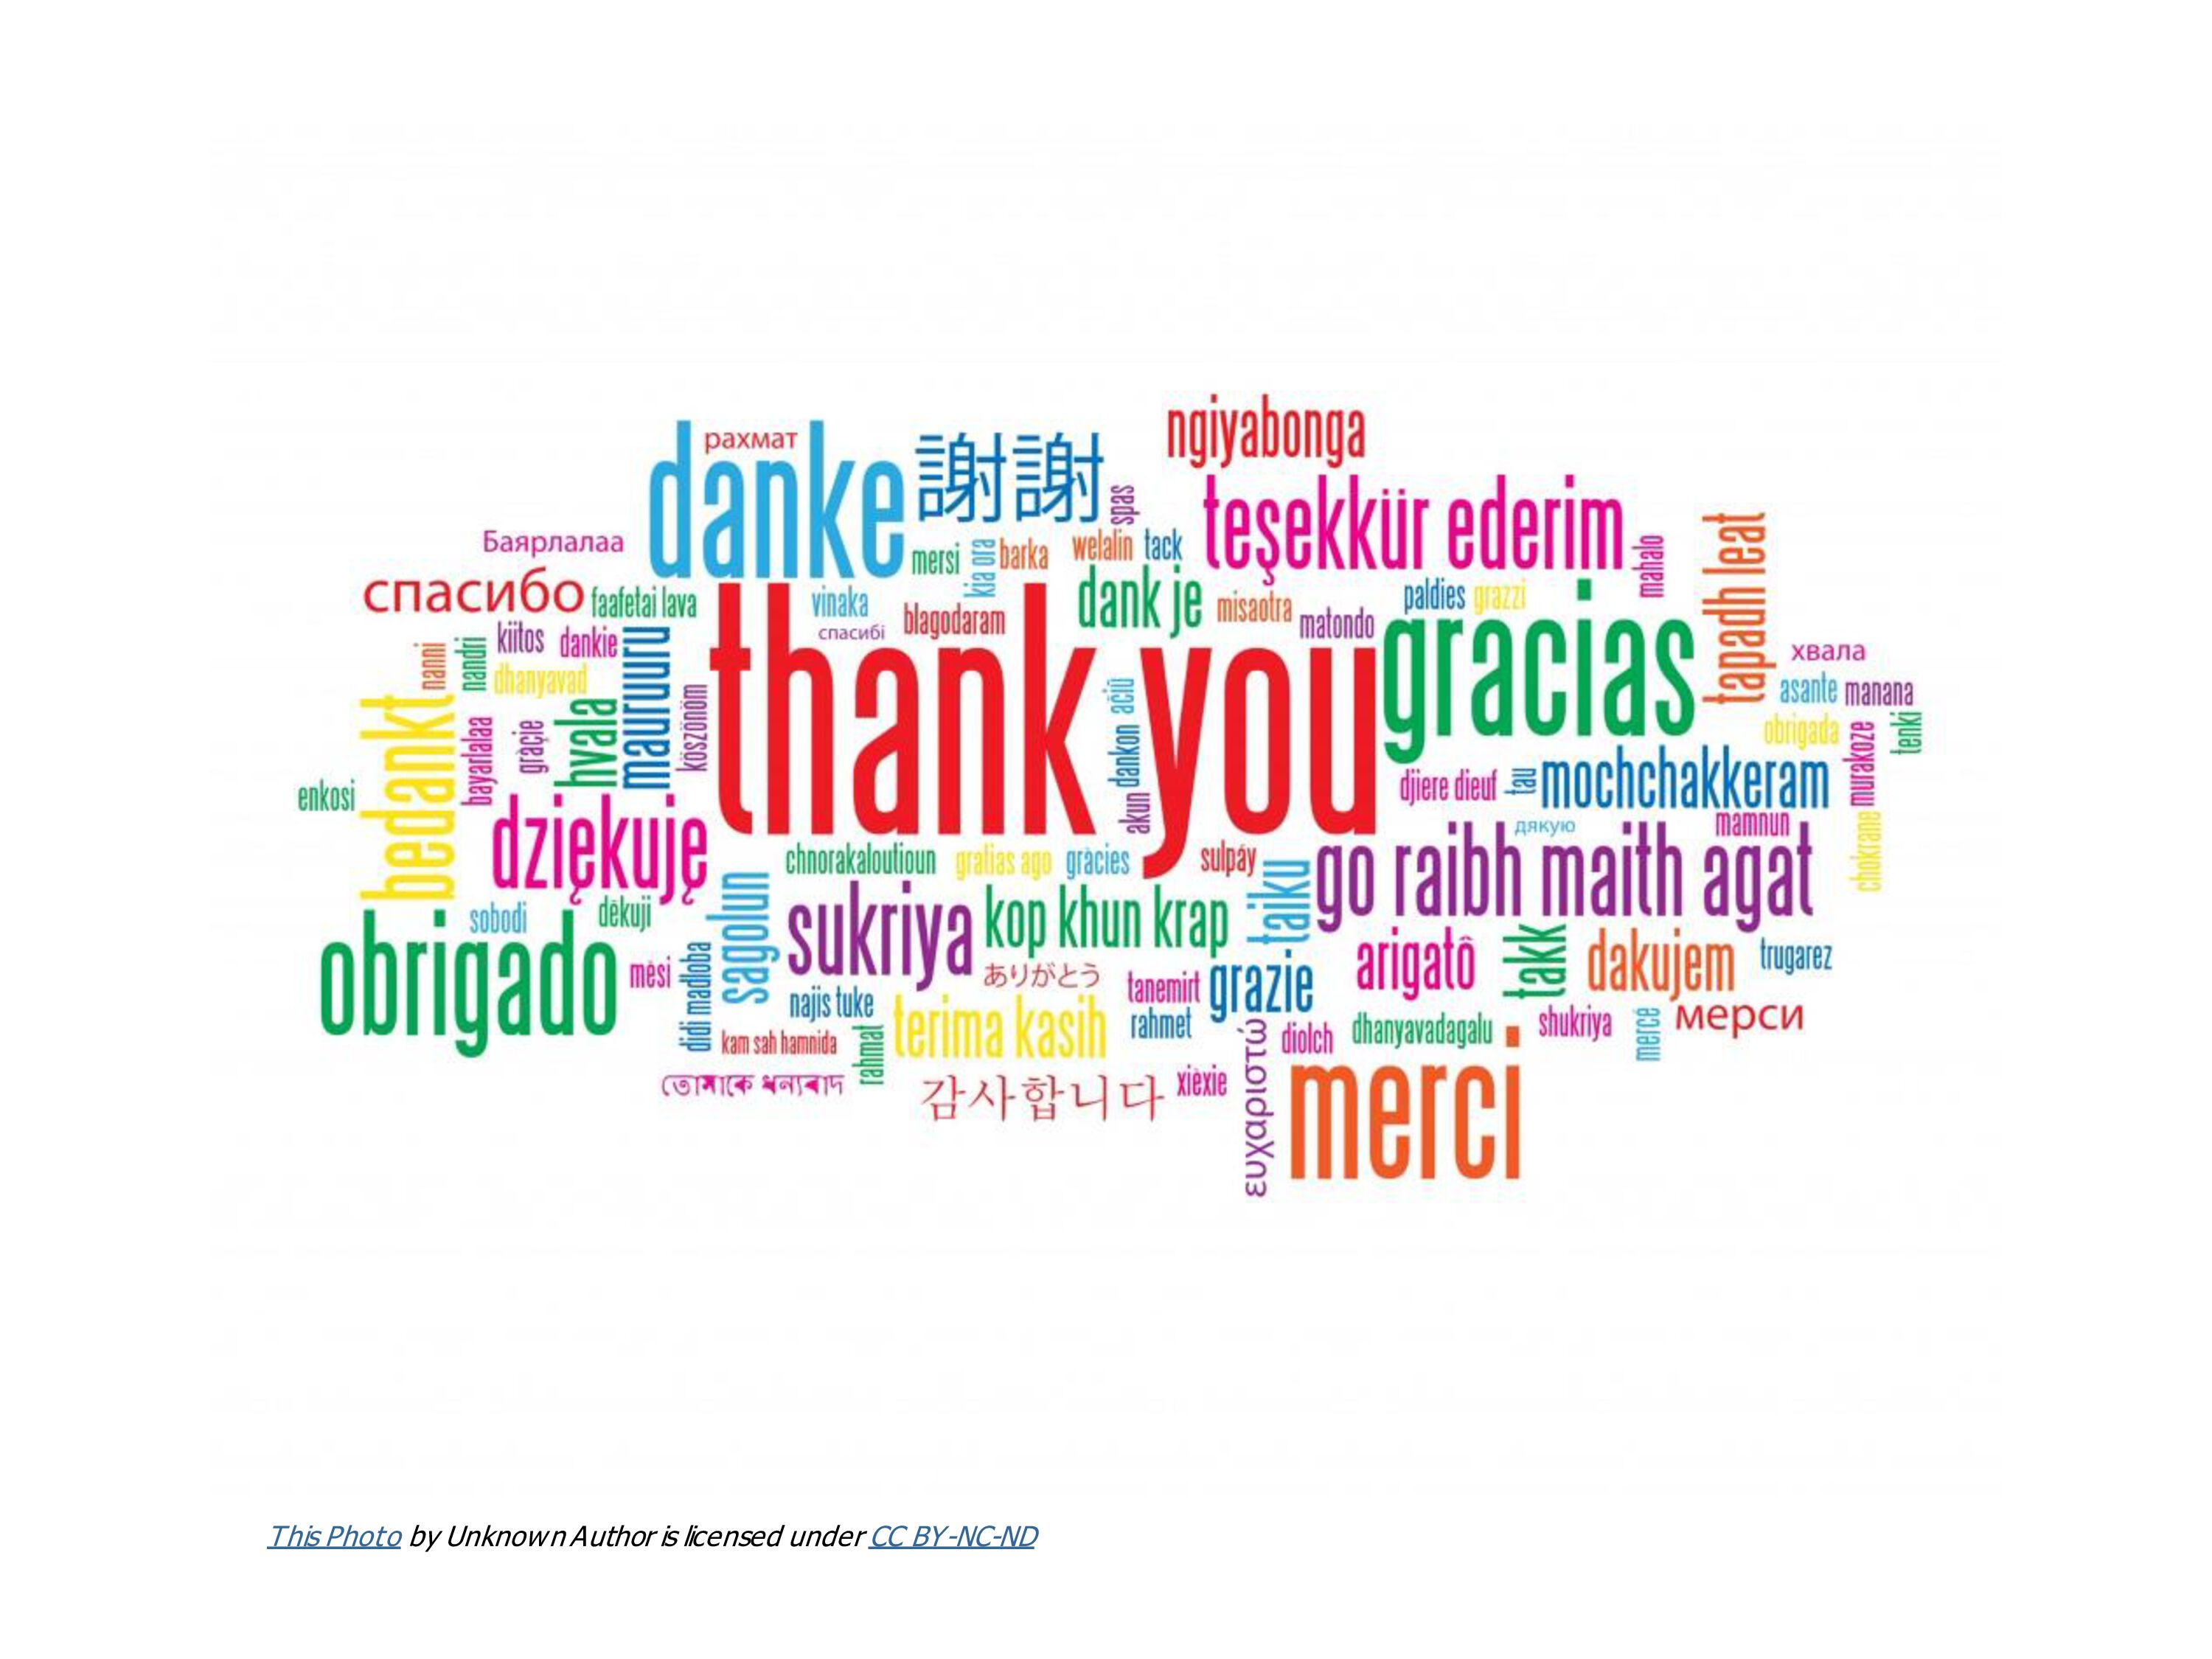 ngiyabonga
рахмат
danke
謝謝
spas
teşekkür ederim
mahalo
tapadh leat
Баярлалаа
mersi
kia ora
barka
welalin
tack
спасибо
faafetai lava
vinaka
спасибі
blagodaram
dank je
misaotra
matondo
paldies
grazzi
gracias
nanni
nandri
kiitos
dankie
dhanyavad
mauruuru
köszönöm
thank you
ačiū
dankon
akun
хвала
asante
manana
obrigada
tenki
murakoze
enkosi
bedankt
bayarlalaa
gràçie
hvala
djiere dieuf
tau
mochchakkeram
дякую
mamnun
chokrane
dziękuję
chnorakaloutioun
gratias ago
gràcies
sulpáy
taiku
go raibh maith agat
sobodi
děkuji
obrigado
mèsi
didi madloba
sagolun
sukriya
kop khun krap
ありがとう
najis tuke
tanemirt
grazie
arigatô
takk
dakujem
trugarez
kam sah hamnida
rahmat
terima kasih
rahmet
diolch
dhanyavadagalu
shukriya
mercé
мерси
তোমাকে ধন্যবাদ
감사합니다
xièxie
ευχαριστώ
merci
This Photo by Unknown Author is licensed under CC BY-NC-ND